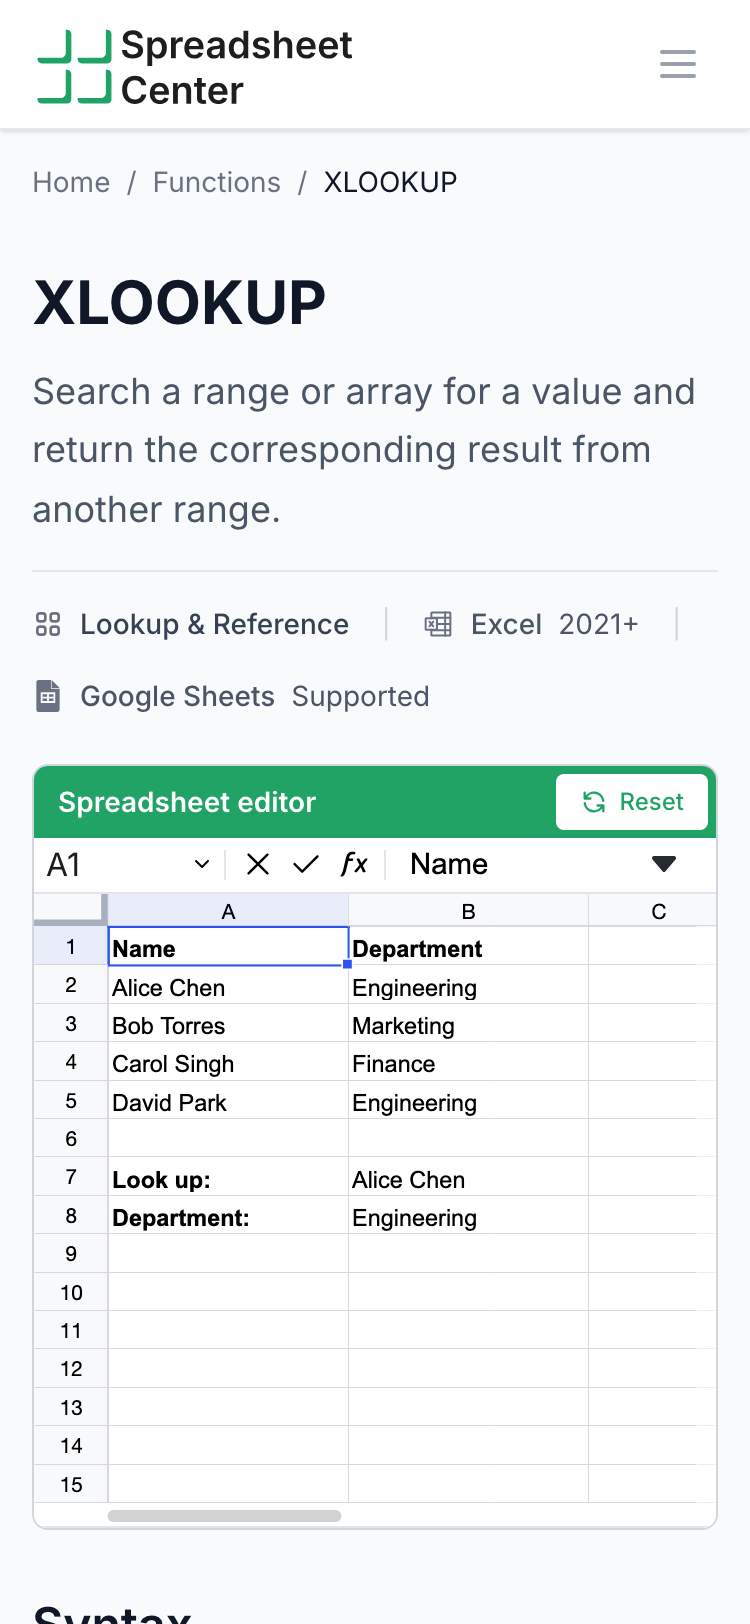 Spreadsheet
Center
Home / Functions / XLOOKUP
XLOOKUP
Search a range or array for a value and
return the corresponding result from
another range.
Lookup & Reference
Excel 2021+
Google Sheets Supported
Spreadsheet editor
Reset
A1 fx Name
A B C
1 Name Department
2 Alice Chen Engineering
3 Bob Torres Marketing
4 Carol Singh Finance
5 David Park Engineering
6
7 Look up: Alice Chen
8 Department: Engineering
9
10
11
12
13
14
15
Syntax